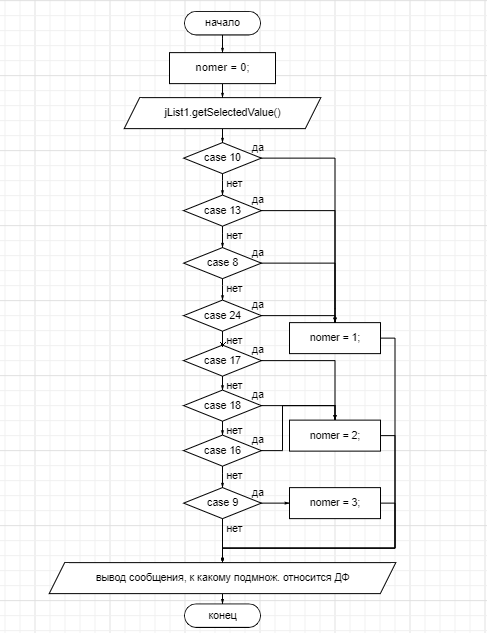 начало
nomer = 0;
jList1.getSelectedValue()
case 10
да
нет
case 13
да
нет
case 8
да
нет
case 24
да
нет
nomer = 1;
case 17
да
нет
case 18
да
нет
nomer = 2;
case 16
да
нет
case 9
да
нет
nomer = 3;
вывод сообщения, к какому подмнож. относится ДФ
конец